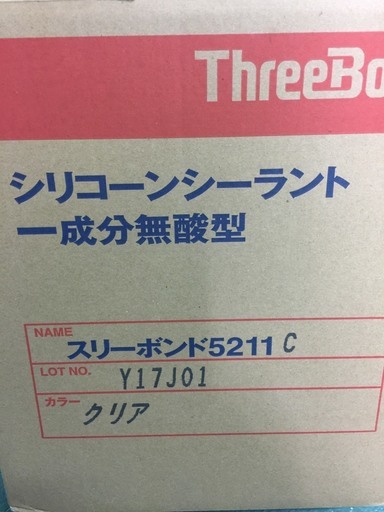 ThreeBo
シリコーンシーラント
一成分無酸型
NAME
スリーボンド5211 C
LOT NO. Y17J01
カラー クリア